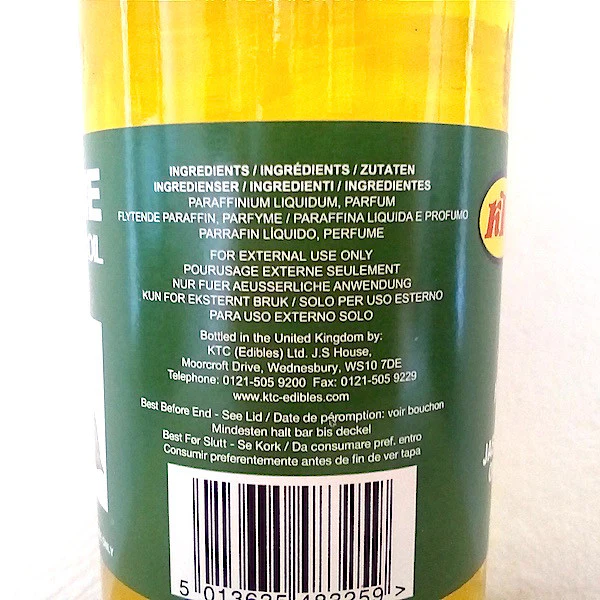 INGREDIENTS / INGRÉDIENTS / ZUTATEN
INGREDIENSER / INGREDIENTI / INGREDIENTES
PARAFFINIUM LIQUIDUM, PARFUM
FLYTENDE PARAFFIN, PARFYME / PARAFFINA LIQUIDA E PROFUMO
PARRAFIN LÍQUIDO, PERFUME
FOR EXTERNAL USE ONLY
POURUSAGE EXTERNE SEULEMENT
NUR FUER AEUSSERLICHE ANWENDUNG
KUN FOR EKSTERNT BRUK / SOLO PER USO ESTERNO
PARA USO EXTERNO SOLO
Bottled in the United Kingdom by:
KTC (Edibles) Ltd. J.S House,
Moorcroft Drive, Wednesbury, WS10 7DE
Telephone: 0121-505 9200 Fax: 0121-505 9229
www.ktc-edibles.com
Best Before End - See Lid / Date de péromption: voir bouchon
Mindesten halt bar bis deckel
Best Før Slutt - Se Kork / Da consumare pref. entro
Consumir preferentemente antes de fin de ver tapa
5 013635 483259 >
OIL
ONLY